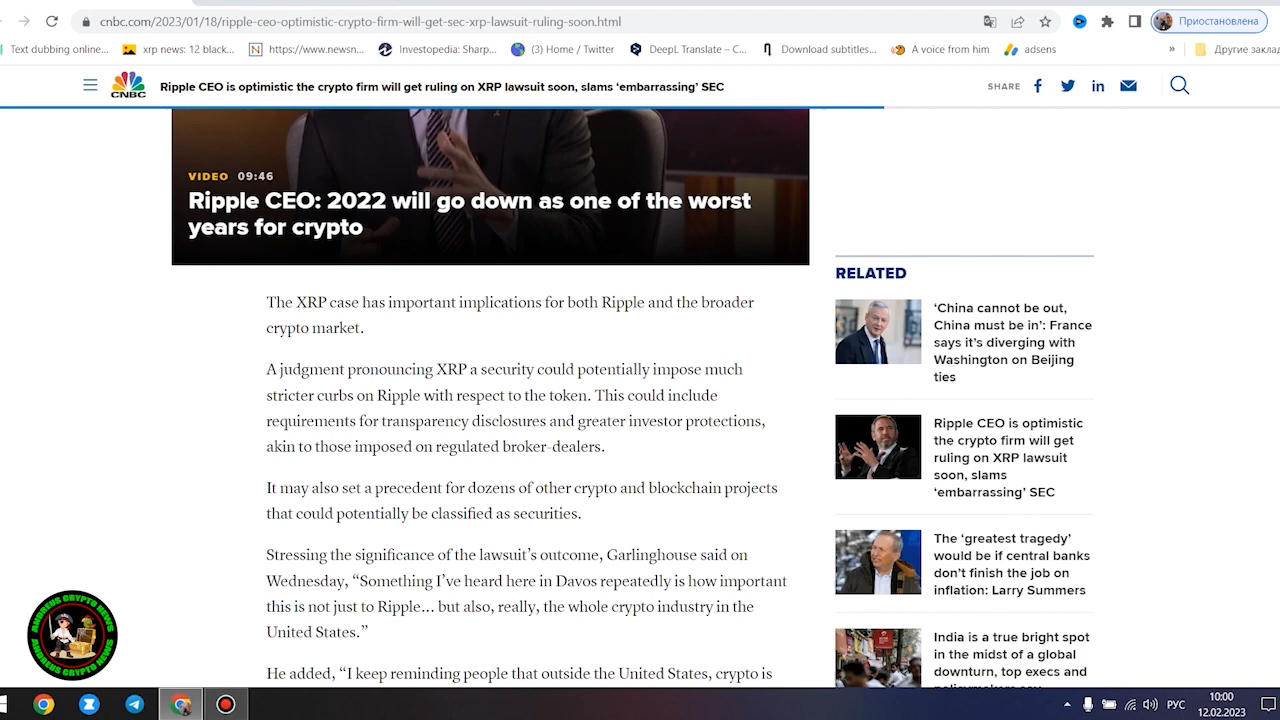 cnbc.com/2023/01/18/ripple-ceo-optimistic-crypto-firm-will-get-sec-xrp-lawsuit-ruling-soon.html
Приостановлена
Text dubbing online...
xrp news: 12 black...
https://www.newsn...
Investopedia: Sharp...
(3) Home / Twitter
DeepL Translate – C...
Download subtitles...
A voice from him
adsens
»
Другие заклад
CNBC
Ripple CEO is optimistic the crypto firm will get ruling on XRP lawsuit soon, slams ‘embarrassing’ SEC
SHARE
VIDEO 09:46
Ripple CEO: 2022 will go down as one of the worst
years for crypto
The XRP case has important implications for both Ripple and the broader
crypto market.
A judgment pronouncing XRP a security could potentially impose much
stricter curbs on Ripple with respect to the token. This could include
requirements for transparency disclosures and greater investor protections,
akin to those imposed on regulated broker-dealers.
It may also set a precedent for dozens of other crypto and blockchain projects
that could potentially be classified as securities.
Stressing the significance of the lawsuit’s outcome, Garlinghouse said on
Wednesday, “Something I’ve heard here in Davos repeatedly is how important
this is not just to Ripple… but also, really, the whole crypto industry in the
United States.”
He added, “I keep reminding people that outside the United States, crypto is
RELATED
‘China cannot be out,
China must be in’: France
says it’s diverging with
Washington on Beijing
ties
Ripple CEO is optimistic
the crypto firm will get
ruling on XRP lawsuit
soon, slams
‘embarrassing’ SEC
The ‘greatest tragedy’
would be if central banks
don’t finish the job on
inflation: Larry Summers
India is a true bright spot
in the midst of a global
downturn, top execs and
policymakers say
ANDREUS CRYPTO NEWS
ANDREUS CRYPTO NEWS
РУС
10:00
12.02.2023